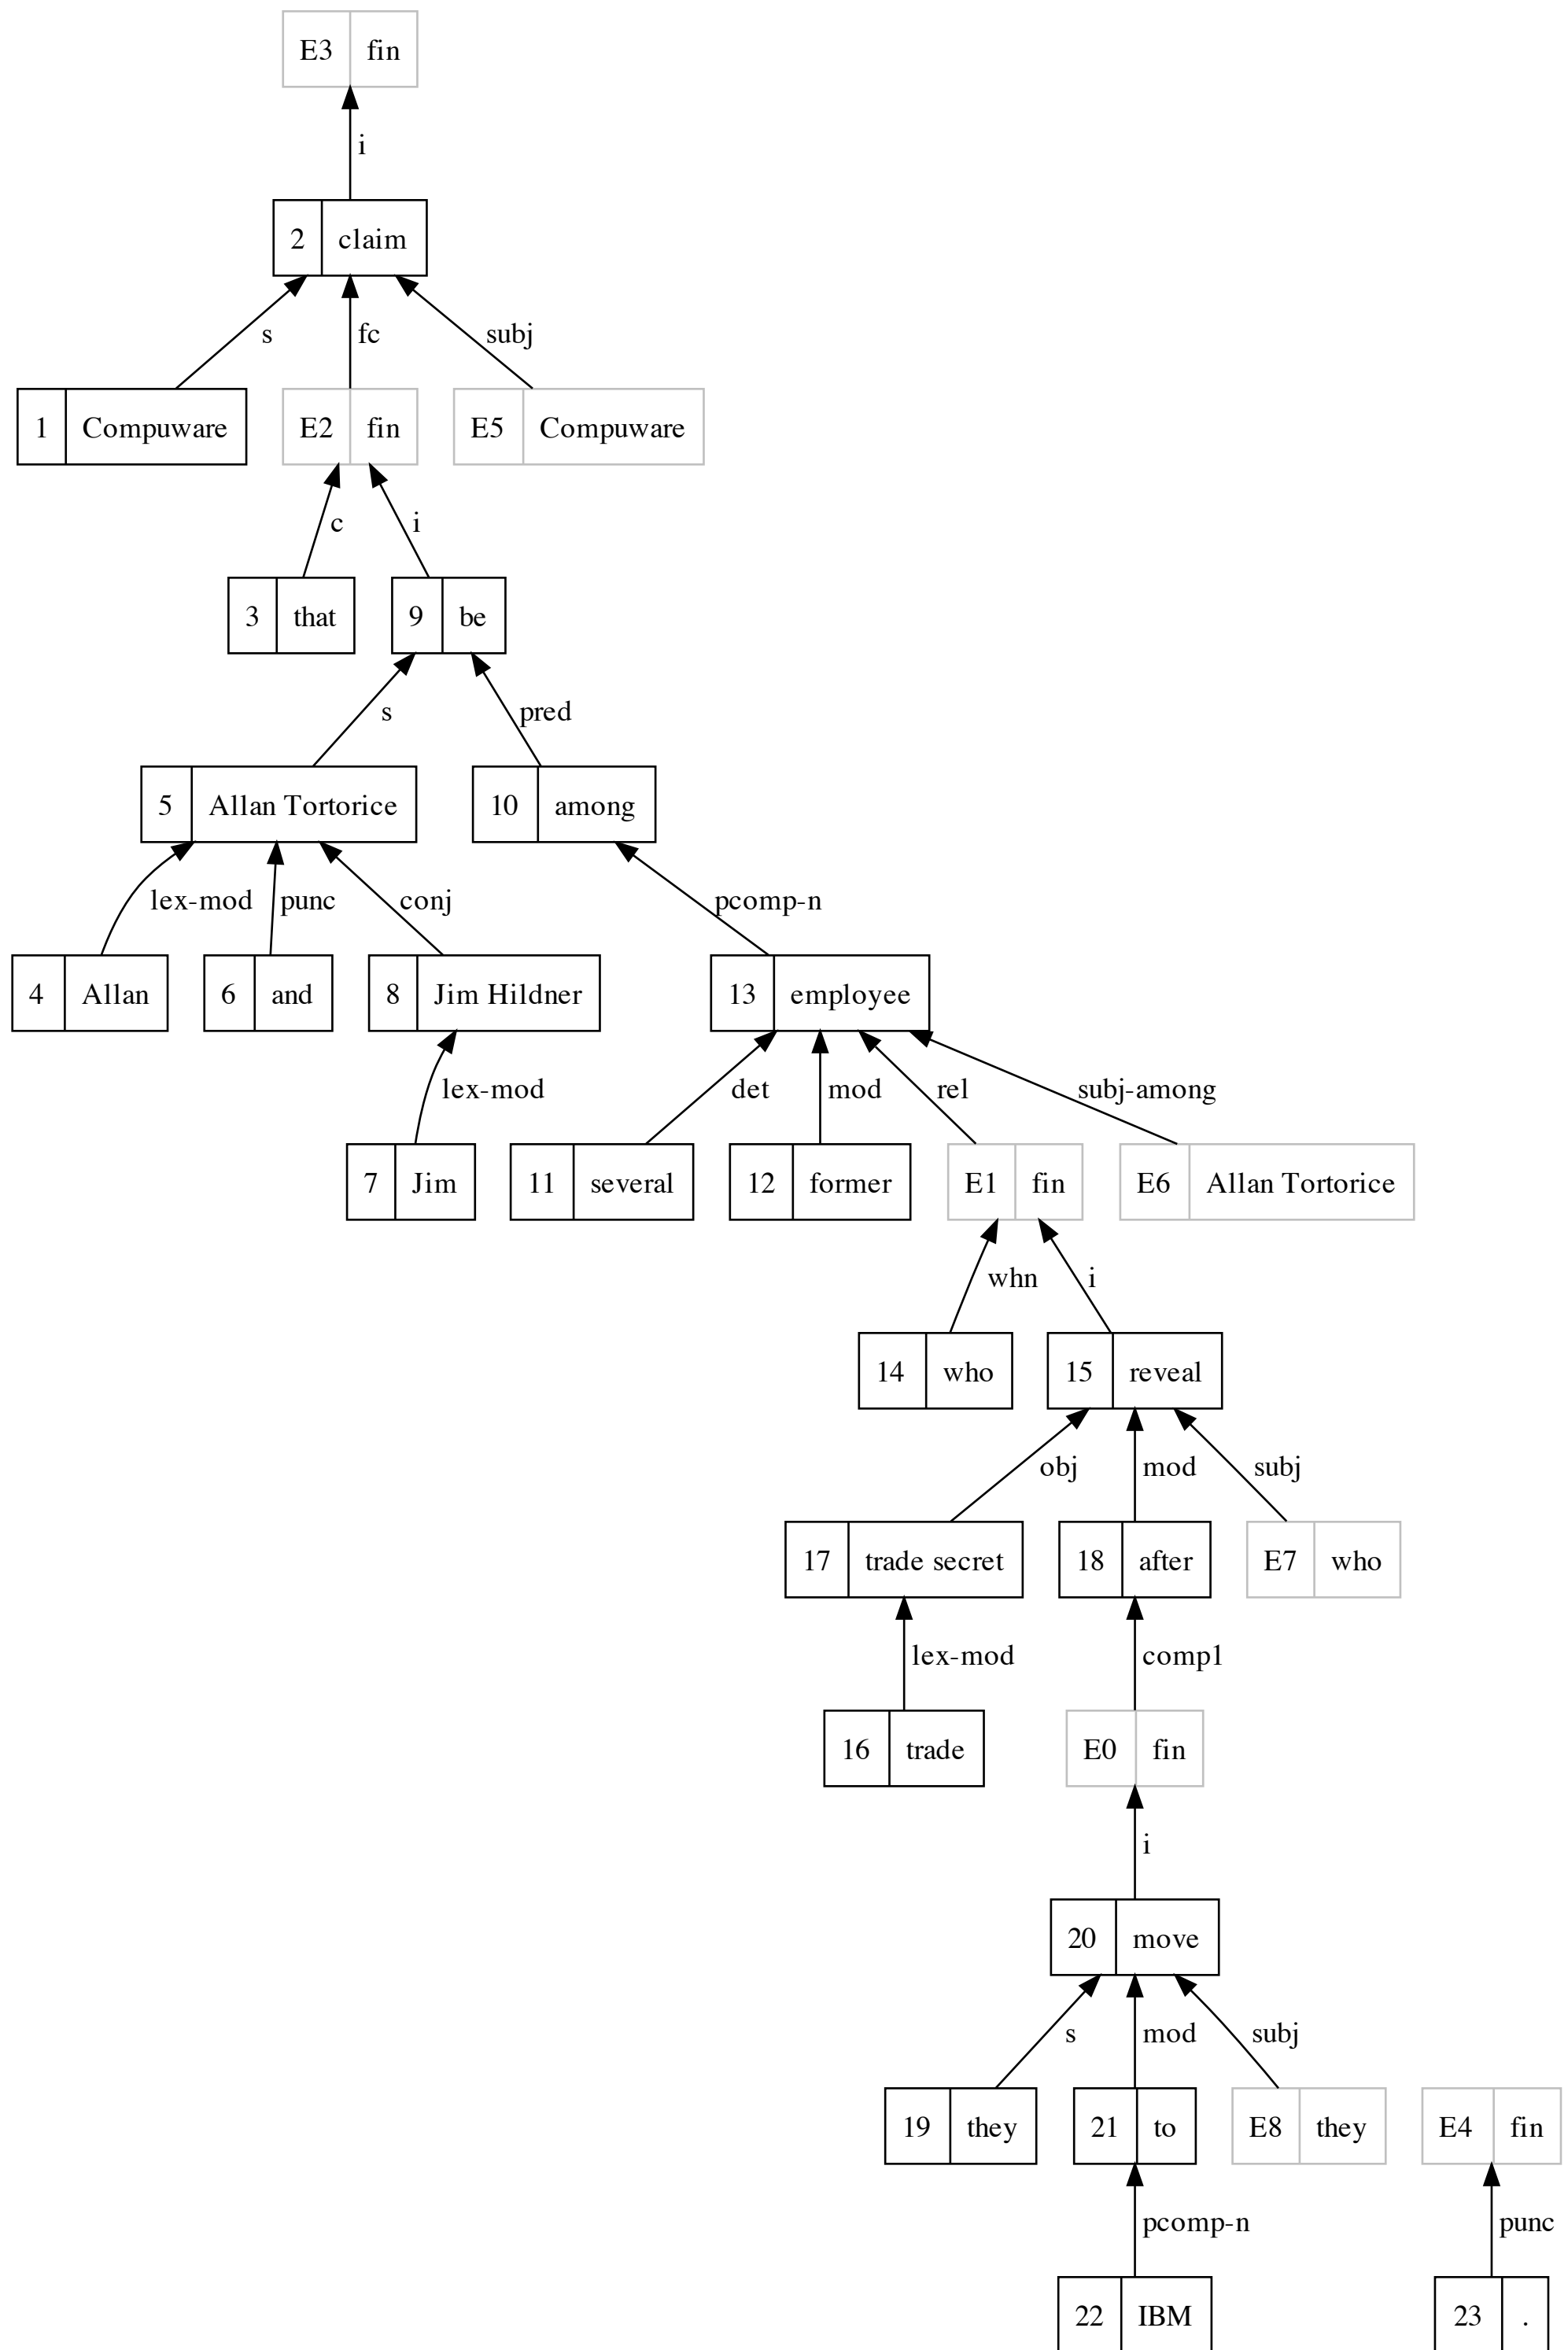 E3 fin
i
2 claim
s fc subj
1 Compuware E2 fin E5 Compuware
c i
3 that 9 be
s pred
5 Allan Tortorice 10 among
lex-mod punc conj pcomp-n
4 Allan 6 and 8 Jim Hildner 13 employee
lex-mod det mod rel subj-among
7 Jim 11 several 12 former E1 fin E6 Allan Tortorice
whn i
14 who 15 reveal
obj mod subj
17 trade secret 18 after E7 who
lex-mod comp1
16 trade E0 fin
i
20 move
s mod subj
19 they 21 to E8 they E4 fin
pcomp-n punc
22 IBM 23 .